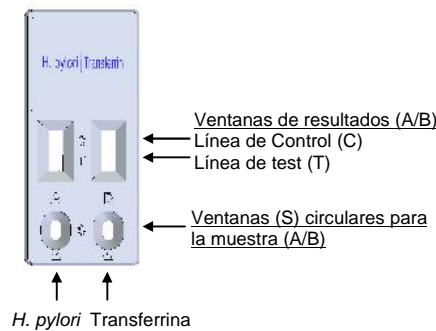 H. pylori Transferrin
Ventanas de resultados (A/B)
C
Línea de Control (C)
T
Línea de test (T)
A
Ventanas (S) circulares para
la muestra (A/B)
S
H. pylori Transferrina